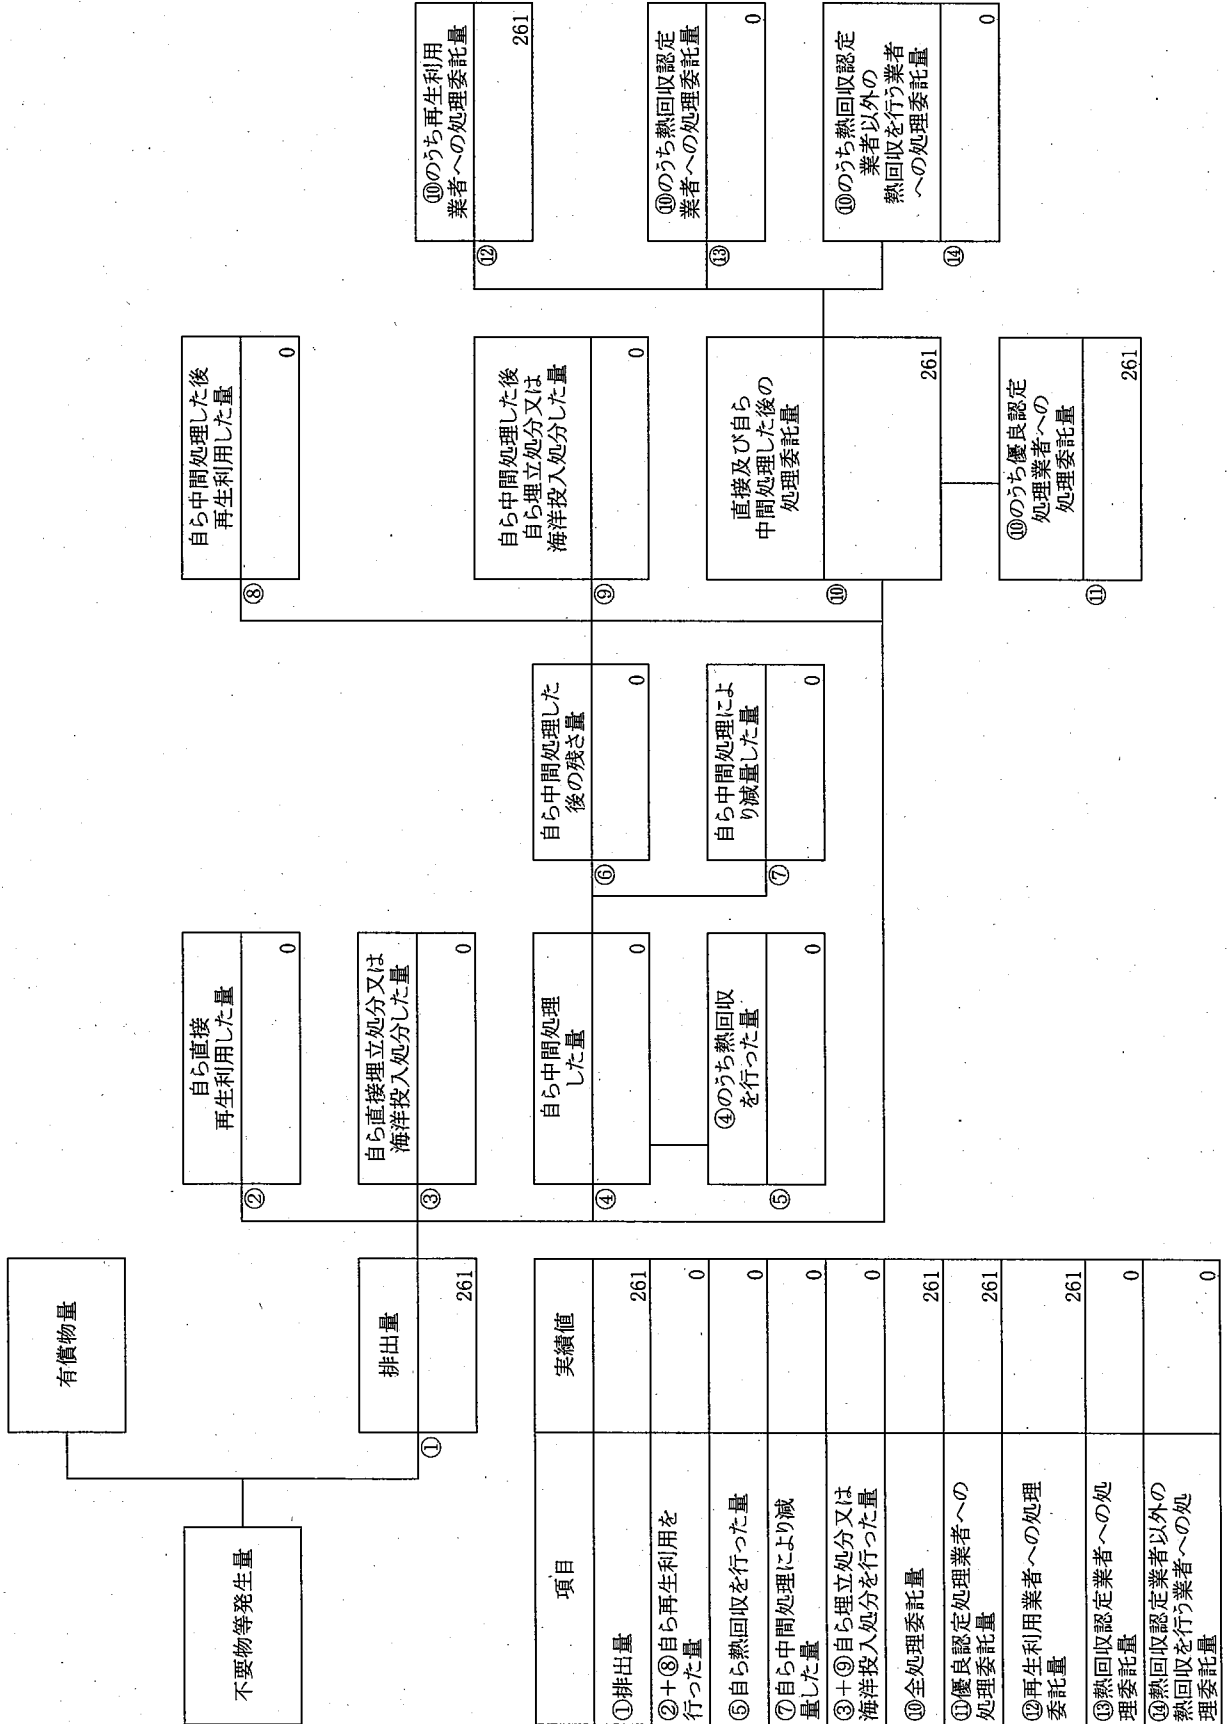 不要物等発生量
有償物量
①
排出量
261
②
自ら直接
再生利用した量
0
③
自ら直接埋立処分又は
海洋投入処分した量
0
④
自ら中間処理
した量
0
⑤
④のうち熱回収
を行った量
0
⑥
自ら中間処理した
後の残さ量
0
⑦
自ら中間処理によ
り減量した量
0
⑧
自ら中間処理した後
再生利用した量
0
⑨
自ら中間処理した後
自ら埋立処分又は
海洋投入処分した量
0
⑩
直接及び自ら
中間処理した後の
処理委託量
261
⑪
⑩のうち優良認定
処理業者への
処理委託量
261
⑫
⑩のうち再生利用
業者への処理委託量
261
⑬
⑩のうち熱回収認定
業者への処理委託量
0
⑭
⑩のうち熱回収認定
業者以外の
熱回収を行う業者
への処理委託量
0
項目 実績値
①排出量 261
②+⑧自ら再生利用を
行った量 0
⑤自ら熱回収を行った量 0
⑦自ら中間処理により減
量した量 0
③+⑨自ら埋立処分又は
海洋投入処分を行った量 0
⑩全処理委託量 261
⑪優良認定処理業者への
処理委託量 261
⑫再生利用業者への処理
委託量 261
⑬熱回収認定業者への処
理委託量 0
⑭熱回収認定業者以外の
熱回収を行う業者への処
理委託量 0